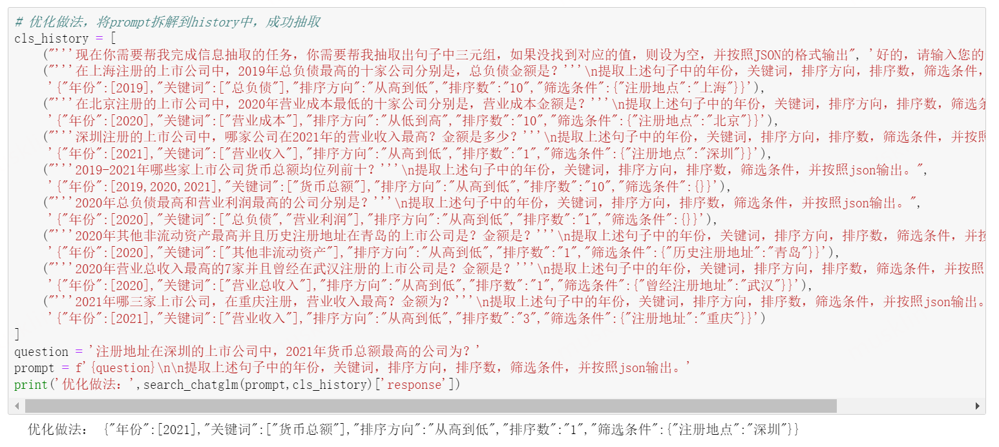 # 优化做法，将prompt拆解到history中，成功抽取
cls_history = [
("'''现在你需要帮我完成信息抽取的任务，你需要帮我抽取出句子中三元组，如果没找到对应的值，则设为空，并按照JSON的格式输出", '好的，请输入您的
("'''在上海注册的上市公司中，2019年总负债最高的十家公司分别是，总负债金额是？'''\n提取上述句子中的年份，关键词，排序方向，排序数，筛选条件，
'{"年份":[2019],"关键词":["总负债"],"排序方向":"从高到低","排序数":"10","筛选条件":{"注册地点":"上海"}}'),
("'''在北京注册的上市公司中，2020年营业成本最低的十家公司分别是，营业成本金额是？'''\n提取上述句子中的年份，关键词，排序方向，排序数，筛选条
'{"年份":[2020],"关键词":["营业成本"],"排序方向":"从低到高","排序数":"10","筛选条件":{"注册地点":"北京"}}'),
("'''深圳注册的上市公司中，哪家公司在2021年的营业收入最高？金额是多少？'''\n提取上述句子中的年份，关键词，排序方向，排序数，筛选条件，并按照
'{"年份":[2021],"关键词":["营业收入"],"排序方向":"从高到低","排序数":"1","筛选条件":{"注册地点":"深圳"}}'),
("'''2019-2021年哪些家上市公司货币总额均位列前十？'''\n提取上述句子中的年份，关键词，排序方向，排序数，筛选条件，并按照json输出。",
'{"年份":[2019,2020,2021],"关键词":["货币总额"],"排序方向":"从高到低","排序数":"10","筛选条件":{}}'),
("'''2020年总负债最高和营业利润最高的公司分别是？'''\n提取上述句子中的年份，关键词，排序方向，排序数，筛选条件，并按照json输出。",
'{"年份":[2020],"关键词":["总负债","营业利润"],"排序方向":"从高到低","排序数":"1","筛选条件":{}}'),
("'''2020年其他非流动资产最高并且历史注册地址在青岛的上市公司是？金额是？'''\n提取上述句子中的年份，关键词，排序方向，排序数，筛选条件，并按
'{"年份":[2020],"关键词":["其他非流动资产"],"排序方向":"从高到低","排序数":"1","筛选条件":{"历史注册地址":"青岛"}}'),
("'''2020年营业总收入最高的7家并且曾经在武汉注册的上市公司是？金额是？'''\n提取上述句子中的年份，关键词，排序方向，排序数，筛选条件，并按照
'{"年份":[2020],"关键词":["营业总收入"],"排序方向":"从高到低","排序数":"1","筛选条件":{"曾经注册地址":"武汉"}}'),
("'''2021年哪三家上市公司，在重庆注册，营业收入最高？金额为？'''\n提取上述句子中的年份，关键词，排序方向，排序数，筛选条件，并按照json输出。
'{"年份":[2021],"关键词":["营业收入"],"排序方向":"从高到低","排序数":"3","筛选条件":{"注册地址":"重庆"}}')
]
question = '注册地址在深圳的上市公司中，2021年货币总额最高的公司为？'
prompt = f'{question}\n\n提取上述句子中的年份，关键词，排序方向，排序数，筛选条件，并按照json输出。'
print('优化做法：',search_chatglm(prompt,cls_history)['response'])
优化做法： {"年份":[2021],"关键词":["货币总额"],"排序方向":"从高到低","排序数":"1","筛选条件":{"注册地点":"深圳"}}